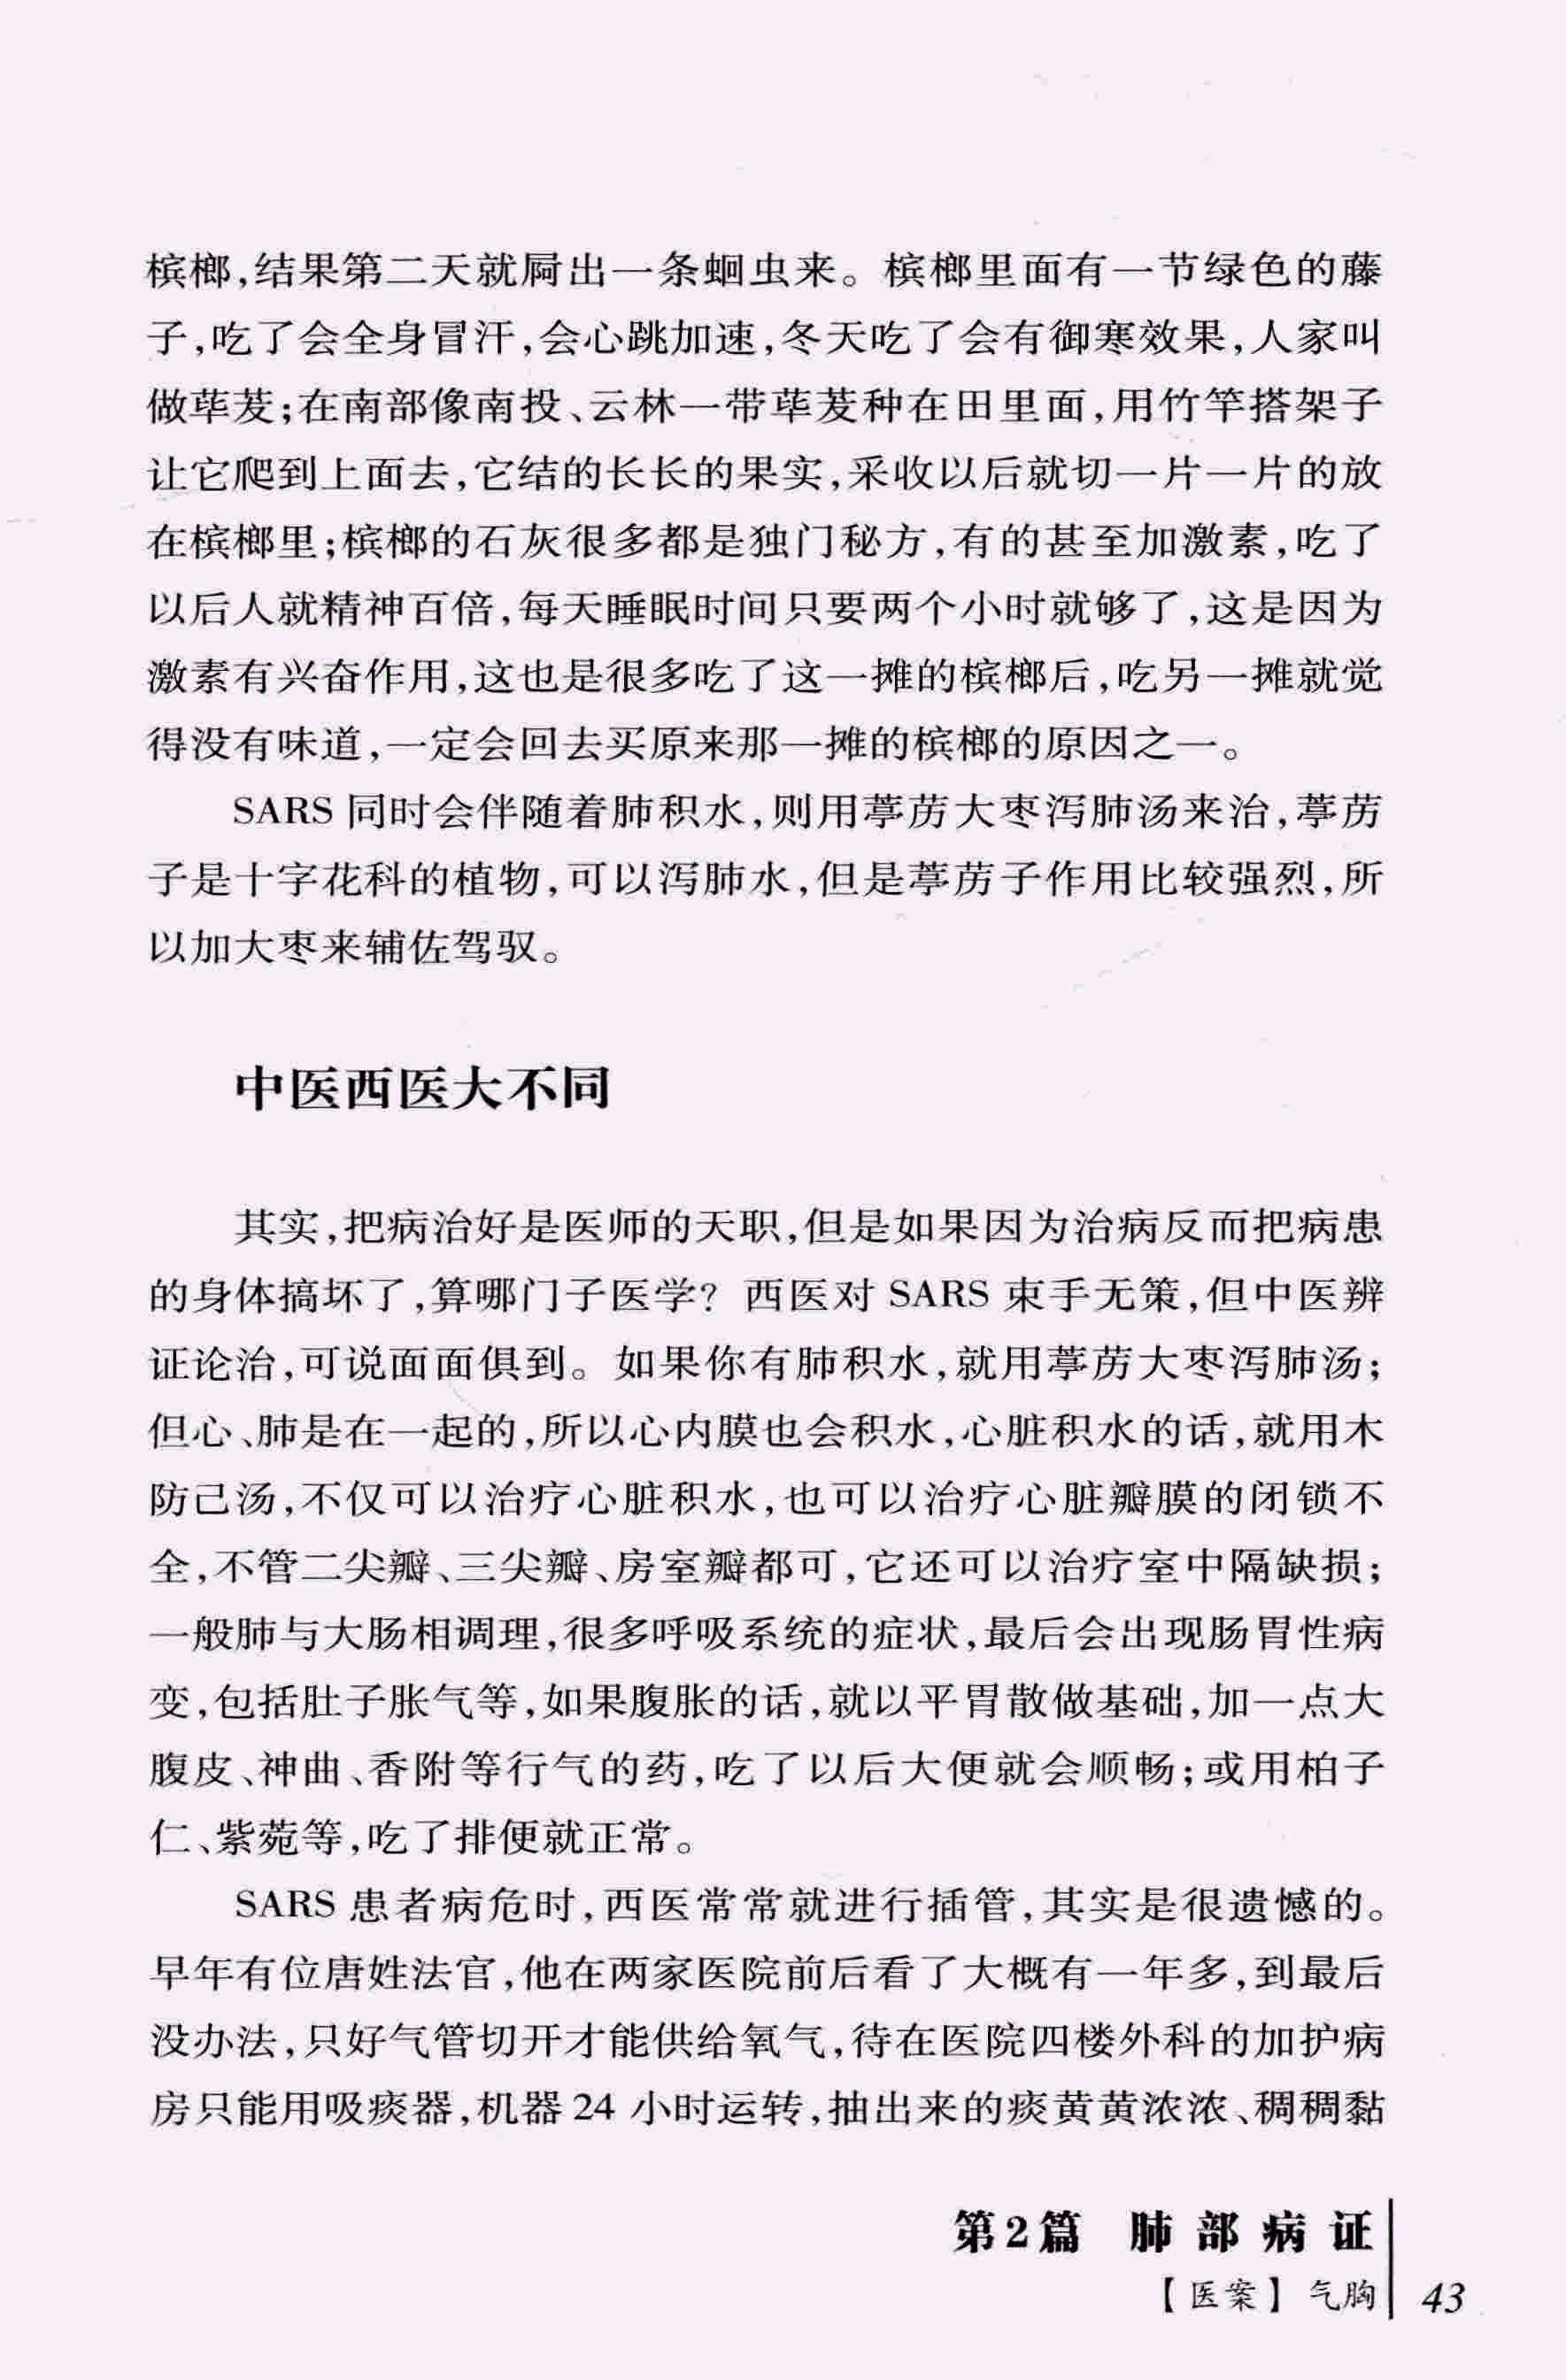 槟榔,结果第二天就屙出一条蛔虫来。槟榔里面有一节绿色的藤
子,吃了会全身冒汗,会心跳加速,冬天吃了会有御寒效果,人家叫
做荜茇;在南部像南投、云林一带荜茇种在田里面,用竹竿搭架子
让它爬到上面去,它结的长长的果实,采收以后就切一片一片的放
在槟榔里;槟榔的石灰很多都是独门秘方,有的甚至加激素,吃了
以后人就精神百倍,每天睡眠时间只要两个小时就够了,这是因为
激素有兴奋作用,这也是很多吃了这一摊的槟榔后,吃另一摊就觉
得没有味道,一定会回去买原来那一摊的槟榔的原因之一。
SARS 同时会伴随着肺积水,则用葶苈大枣泻肺汤来治,葶苈
子是十字花科的植物,可以泻肺水,但是葶苈子作用比较强烈,所
以加大枣来辅佐驾驭。
中医西医大不同
其实,把病治好是医师的天职,但是如果因为治病反而把病患
的身体搞坏了,算哪门子医学? 西医对 SARS 束手无策,但中医辨
证论治,可说面面俱到。如果你有肺积水,就用葶苈大枣泻肺汤;
但心、肺是在一起的,所以心内膜也会积水,心脏积水的话,就用木
防己汤,不仅可以治疗心脏积水,也可以治疗心脏瓣膜的闭锁不
全,不管二尖瓣、三尖瓣、房室瓣都可,它还可以治疗室中隔缺损;
一般肺与大肠相调理,很多呼吸系统的症状,最后会出现肠胃性病
变,包括肚子胀气等,如果腹胀的话,就以平胃散做基础,加一点大
腹皮、神曲、香附等行气的药,吃了以后大便就会顺畅;或用柏子
仁、紫菀等,吃了排便就正常。
SARS 患者病危时,西医常常就进行插管,其实是很遗憾的。
早年有位唐姓法官,他在两家医院前后看了大概有一年多,到最后
没办法,只好气管切开才能供给氧气,待在医院四楼外科的加护病
房只能用吸痰器,机器 24 小时运转,抽出来的痰黄黄浓浓、稠稠黏
第2篇 肺部病证
【医案】气胸 43